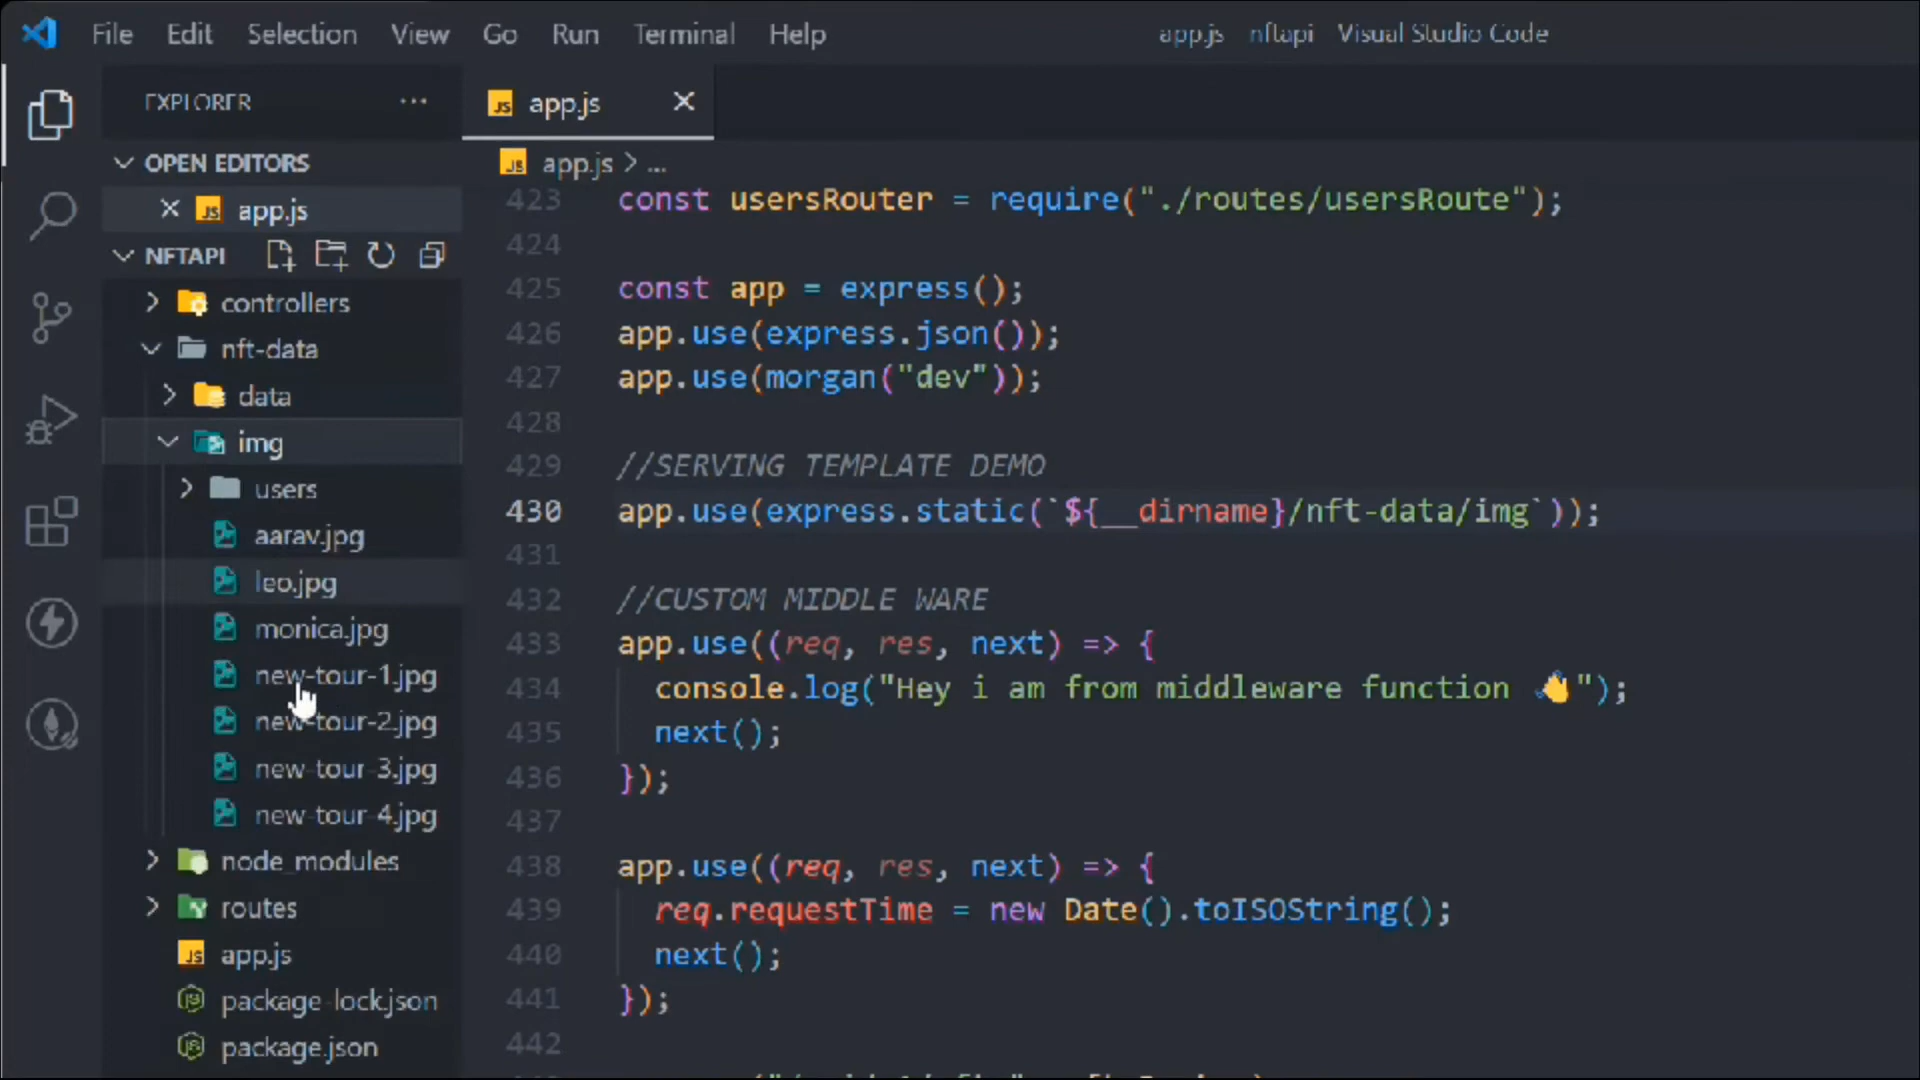 File Edit Selection View Go Run Terminal Help app.js nftapi Visual Studio Code
EXPLORER ...
JS app.js
OPEN EDITORS
JS app.js
NFTAPI
controllers
nft-data
data
img
users
aarav.jpg
leo.jpg
monica.jpg
new-tour-1.jpg
new-tour-2.jpg
new-tour-3.jpg
new-tour-4.jpg
node_modules
routes
JS app.js
package-lock.json
package.json
JS app.js > ...
423 const usersRouter = require("./routes/usersRoute");
424
425 const app = express();
426 app.use(express.json());
427 app.use(morgan("dev"));
428
429 //SERVING TEMPLATE DEMO
430 app.use(express.static(`${__dirname}/nft-data/img`));
431
432 //CUSTOM MIDDLE WARE
433 app.use((req, res, next) => {
434 console.log("Hey i am from middleware function 👋");
435 next();
436 });
437
438 app.use((req, res, next) => {
439 req.requestTime = new Date().toISOString();
440 next();
441 });
442